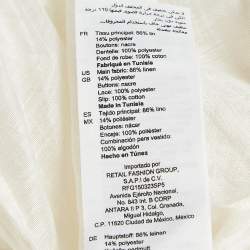 FR Tissu principal: 86% lin
14% polyester
Boutons: nacre
Dentelle: 100% polyester
Fond de robe: 100% coton
Fabriqué en Tunisie
US Main fabric: 86% linen
GB 14% polyester
Buttons: nacre
Lace: 100% polyester
Slip: 100% cotton
Made in Tunisia
ES Tejido principal: 86% lino
MX 14% poliéster
Botones: nácar
Encaje: 100% poliéster
Combinación para vestido:
100% algodón
Hecho en Túnez
Importado por
RETAIL FASHION GROUP,
S.A.P.I de C.V.
RFG150323SP5
Avenida Ejército Nacional,
No. 843 Int. B CORP
ANTARA II P 3, Col. Granada,
Miguel Hidalgo,
C.P. 11520 Ciudad de México, México
DE Hauptstoff: 86% leinen
14% polyester